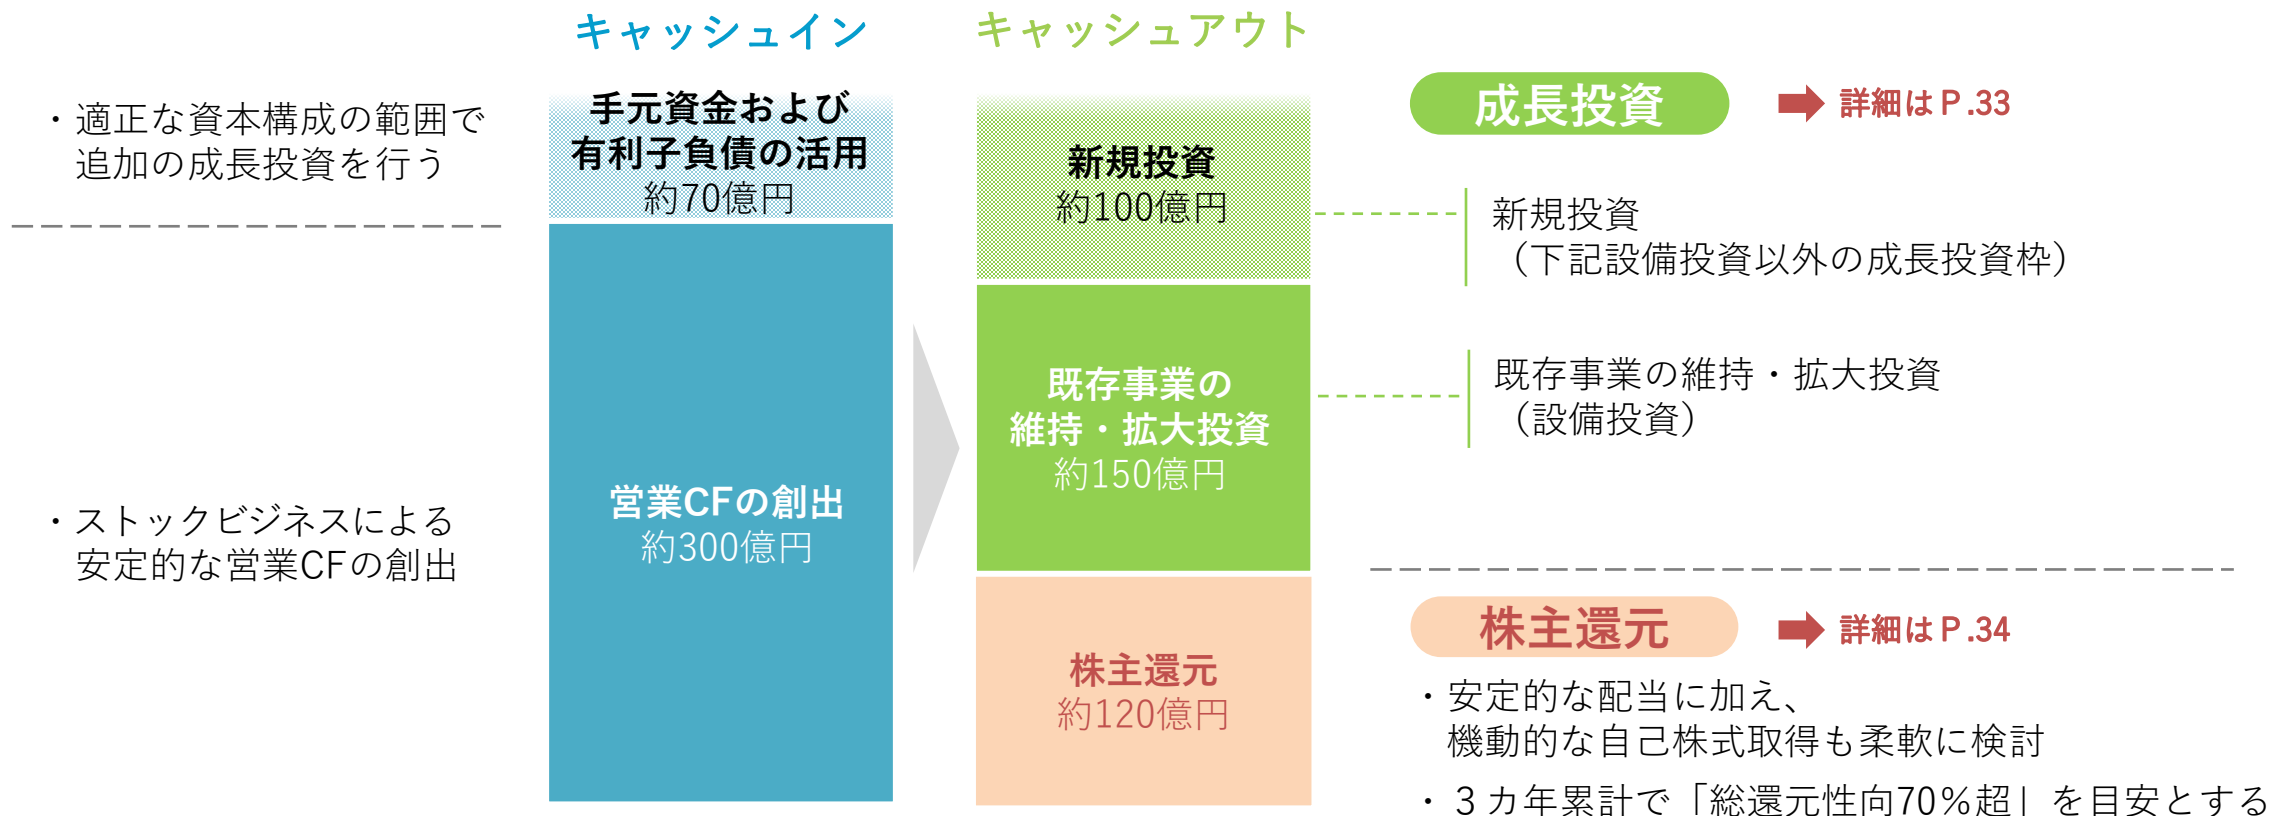 キャッシュイン
キャッシュアウト
・適正な資本構成の範囲で
追加の成長投資を行う
・ストックビジネスによる
安定的な営業CFの創出
手元資金および
有利子負債の活用
約70億円
営業CFの創出
約300億円
新規投資
約100億円
既存事業の
維持・拡大投資
約150億円
株主還元
約120億円
成長投資
詳細はP.33
新規投資
（下記設備投資以外の成長投資枠）
既存事業の維持・拡大投資
（設備投資）
株主還元
詳細はP.34
・安定的な配当に加え、
機動的な自己株式取得も柔軟に検討
・３カ年累計で「総還元性向70％超」を目安とする